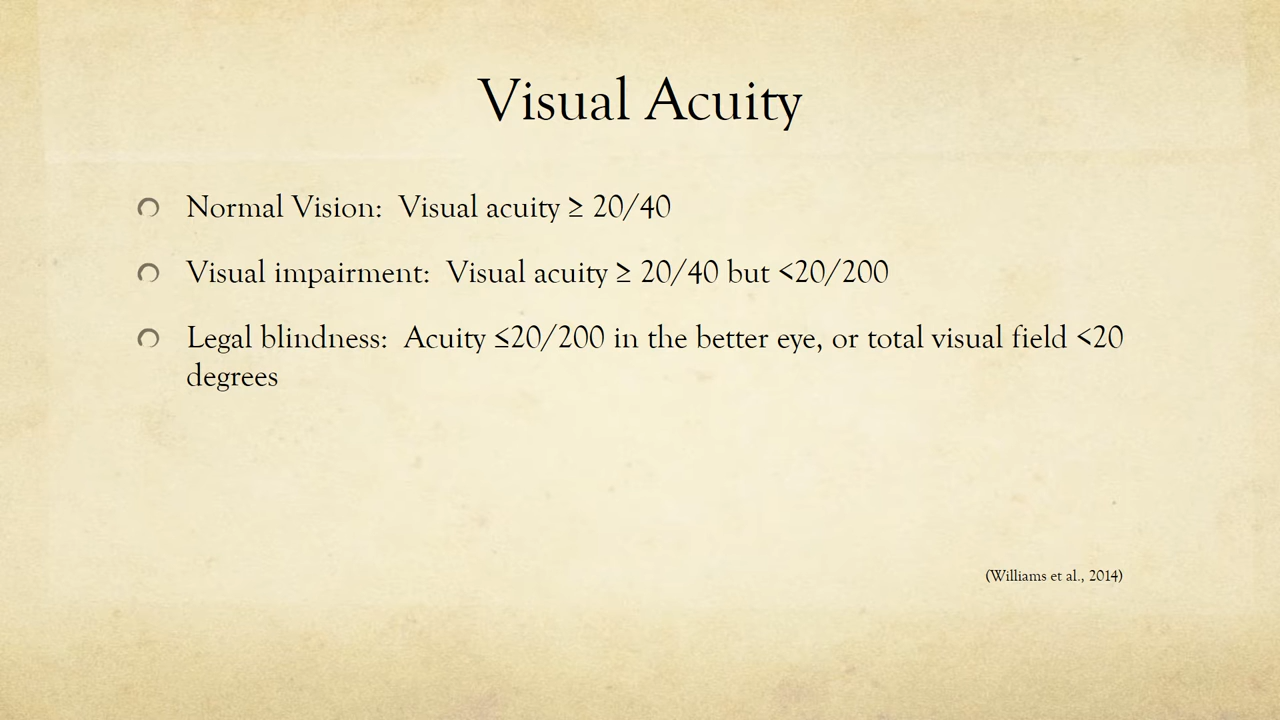 Visual Acuity
Normal Vision:  Visual acuity ≥ 20/40
Visual impairment:  Visual acuity ≥ 20/40 but <20/200
Legal blindness:  Acuity ≤20/200 in the better eye, or total visual field <20
degrees
(Williams et al., 2014)